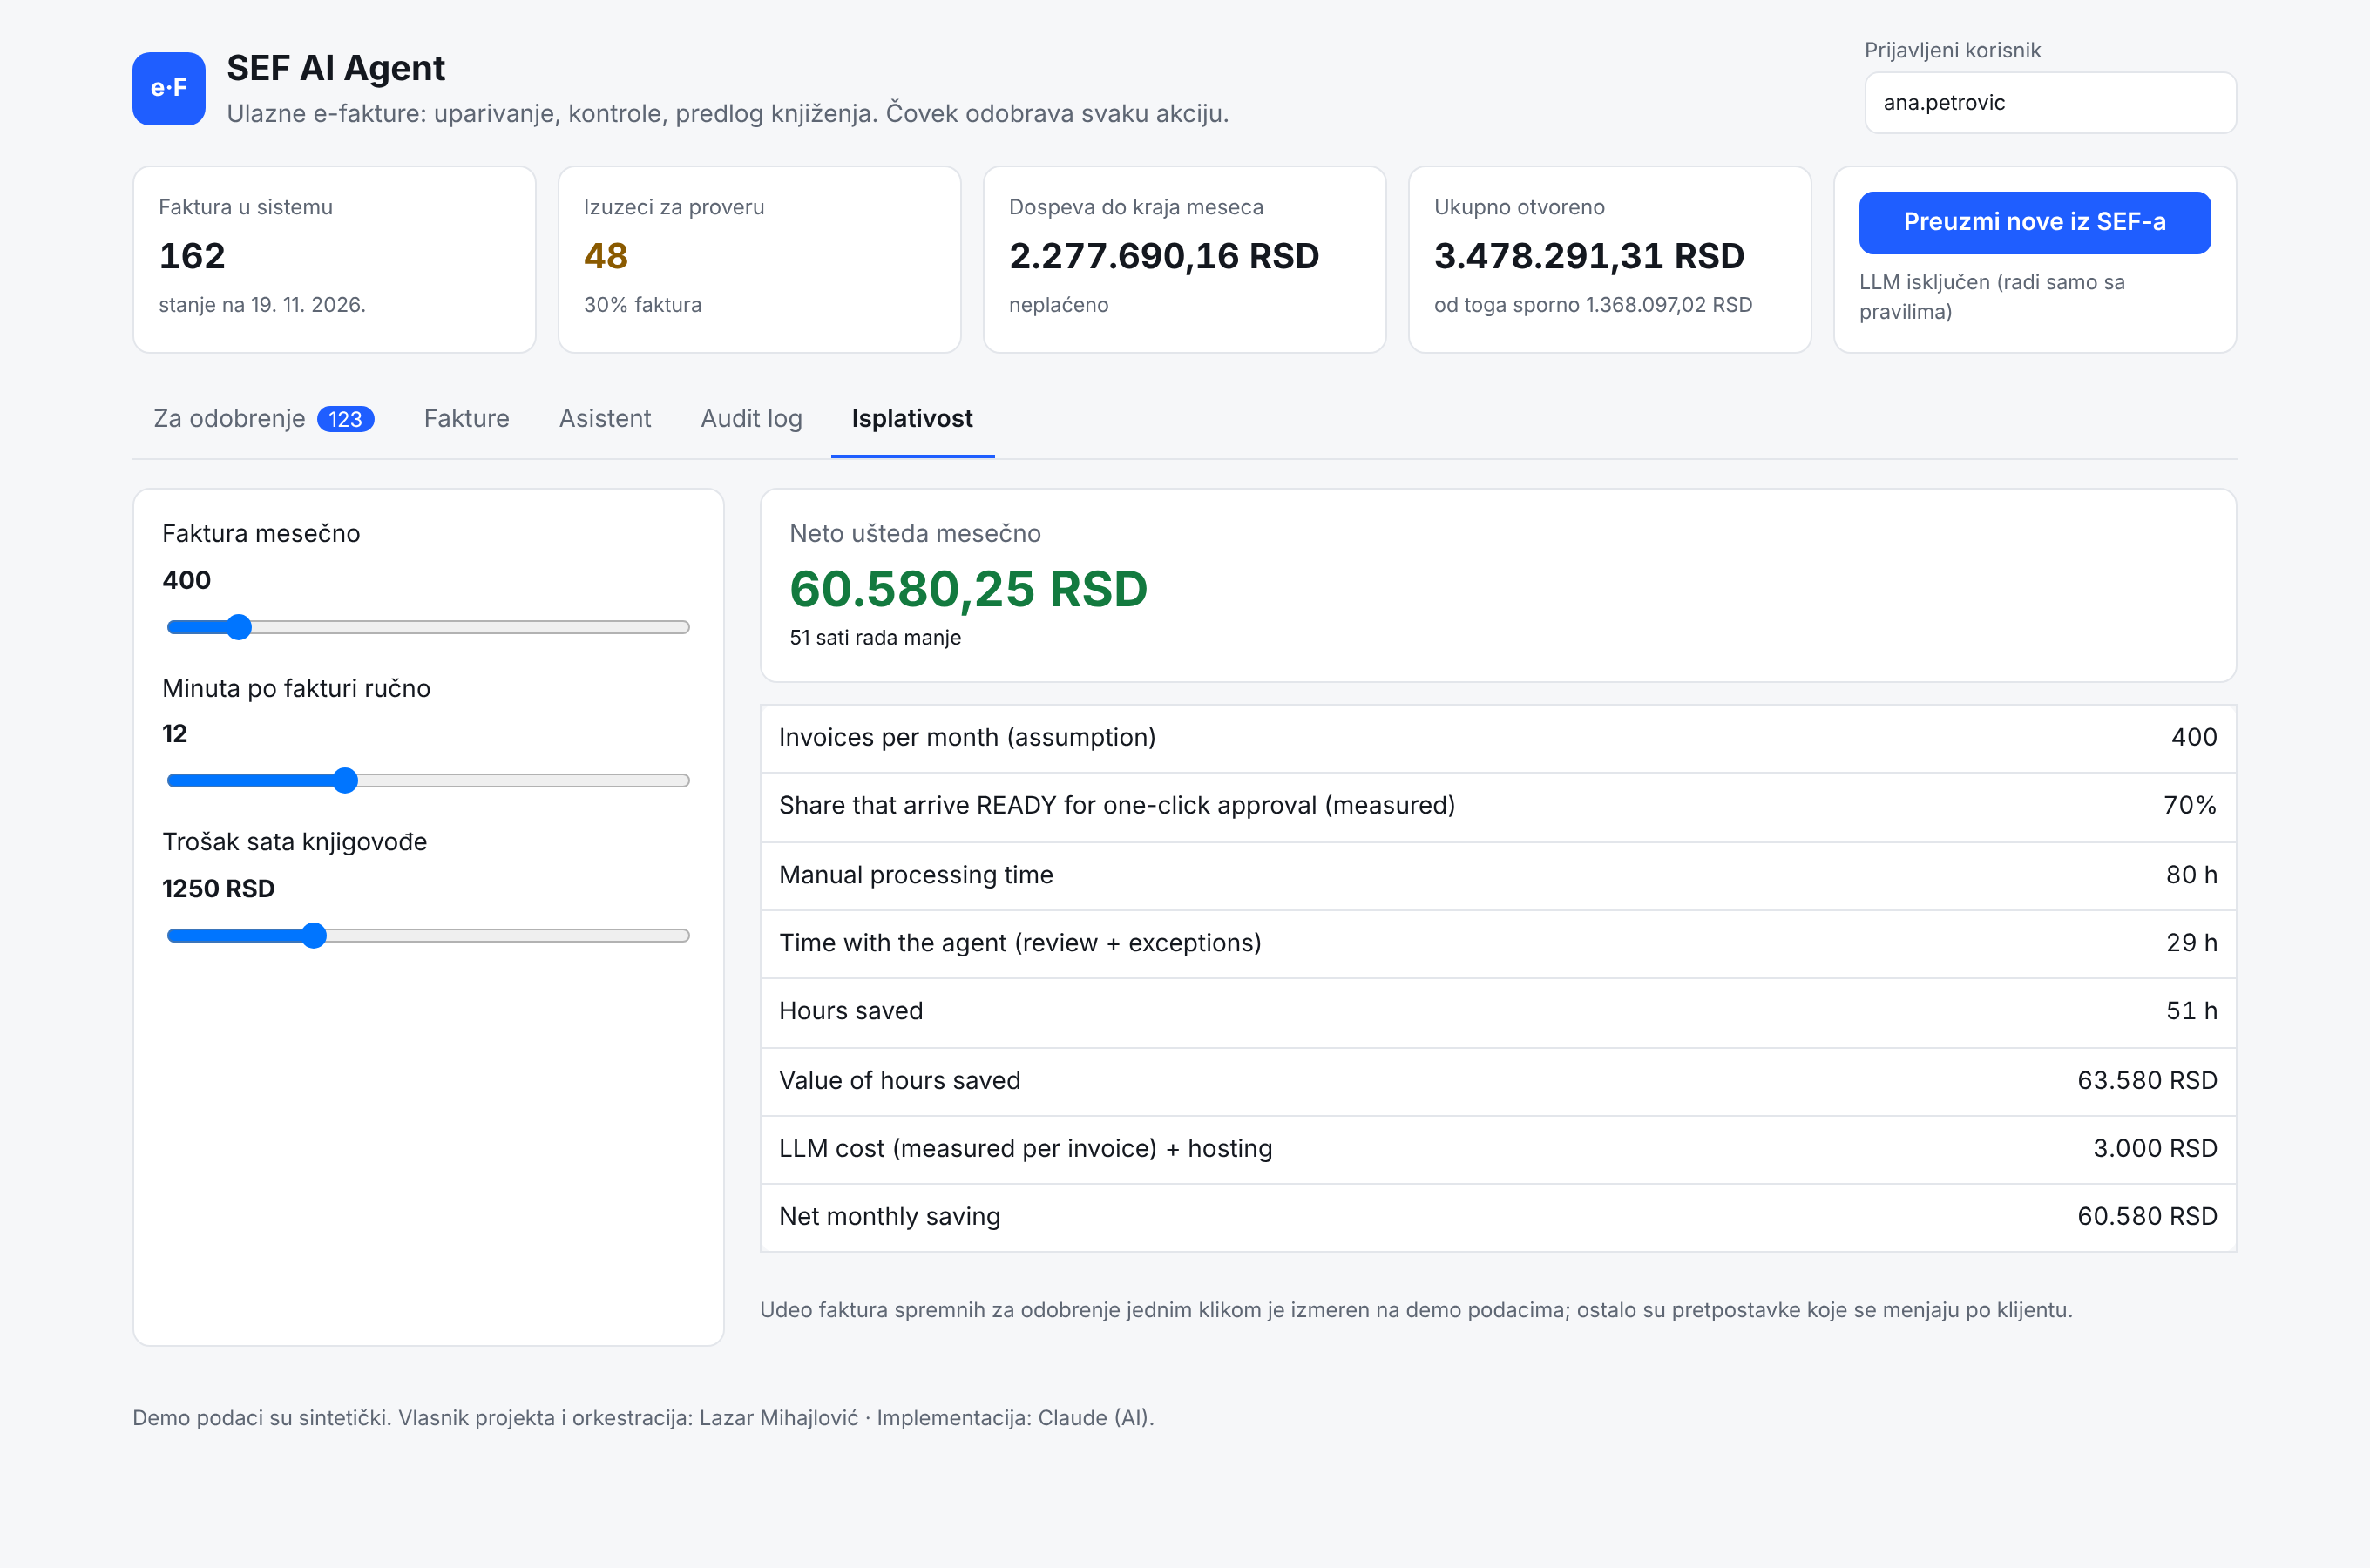 e·F
SEF AI Agent
Ulazne e-fakture: uparivanje, kontrole, predlog knjiženja. Čovek odobrava svaku akciju.
Prijavljeni korisnik
ana.petrovic
Faktura u sistemu
162
stanje na 19. 11. 2026.
Izuzeci za proveru
48
30% faktura
Dospeva do kraja meseca
2.277.690,16 RSD
neplaćeno
Ukupno otvoreno
3.478.291,31 RSD
od toga sporno 1.368.097,02 RSD
Preuzmi nove iz SEF-a
LLM isključen (radi samo sa
pravilima)
Za odobrenje 123 Fakture Asistent Audit log Isplativost
Faktura mesečno
400
Minuta po fakturi ručno
12
Trošak sata knjigovođe
1250 RSD
Neto ušteda mesečno
60.580,25 RSD
51 sati rada manje
Invoices per month (assumption) 400
Share that arrive READY for one-click approval (measured) 70%
Manual processing time 80 h
Time with the agent (review + exceptions) 29 h
Hours saved 51 h
Value of hours saved 63.580 RSD
LLM cost (measured per invoice) + hosting 3.000 RSD
Net monthly saving 60.580 RSD
Udeo faktura spremnih za odobrenje jednim klikom je izmeren na demo podacima; ostalo su pretpostavke koje se menjaju po klijentu.
Demo podaci su sintetički. Vlasnik projekta i orkestracija: Lazar Mihajlović · Implementacija: Claude (AI).